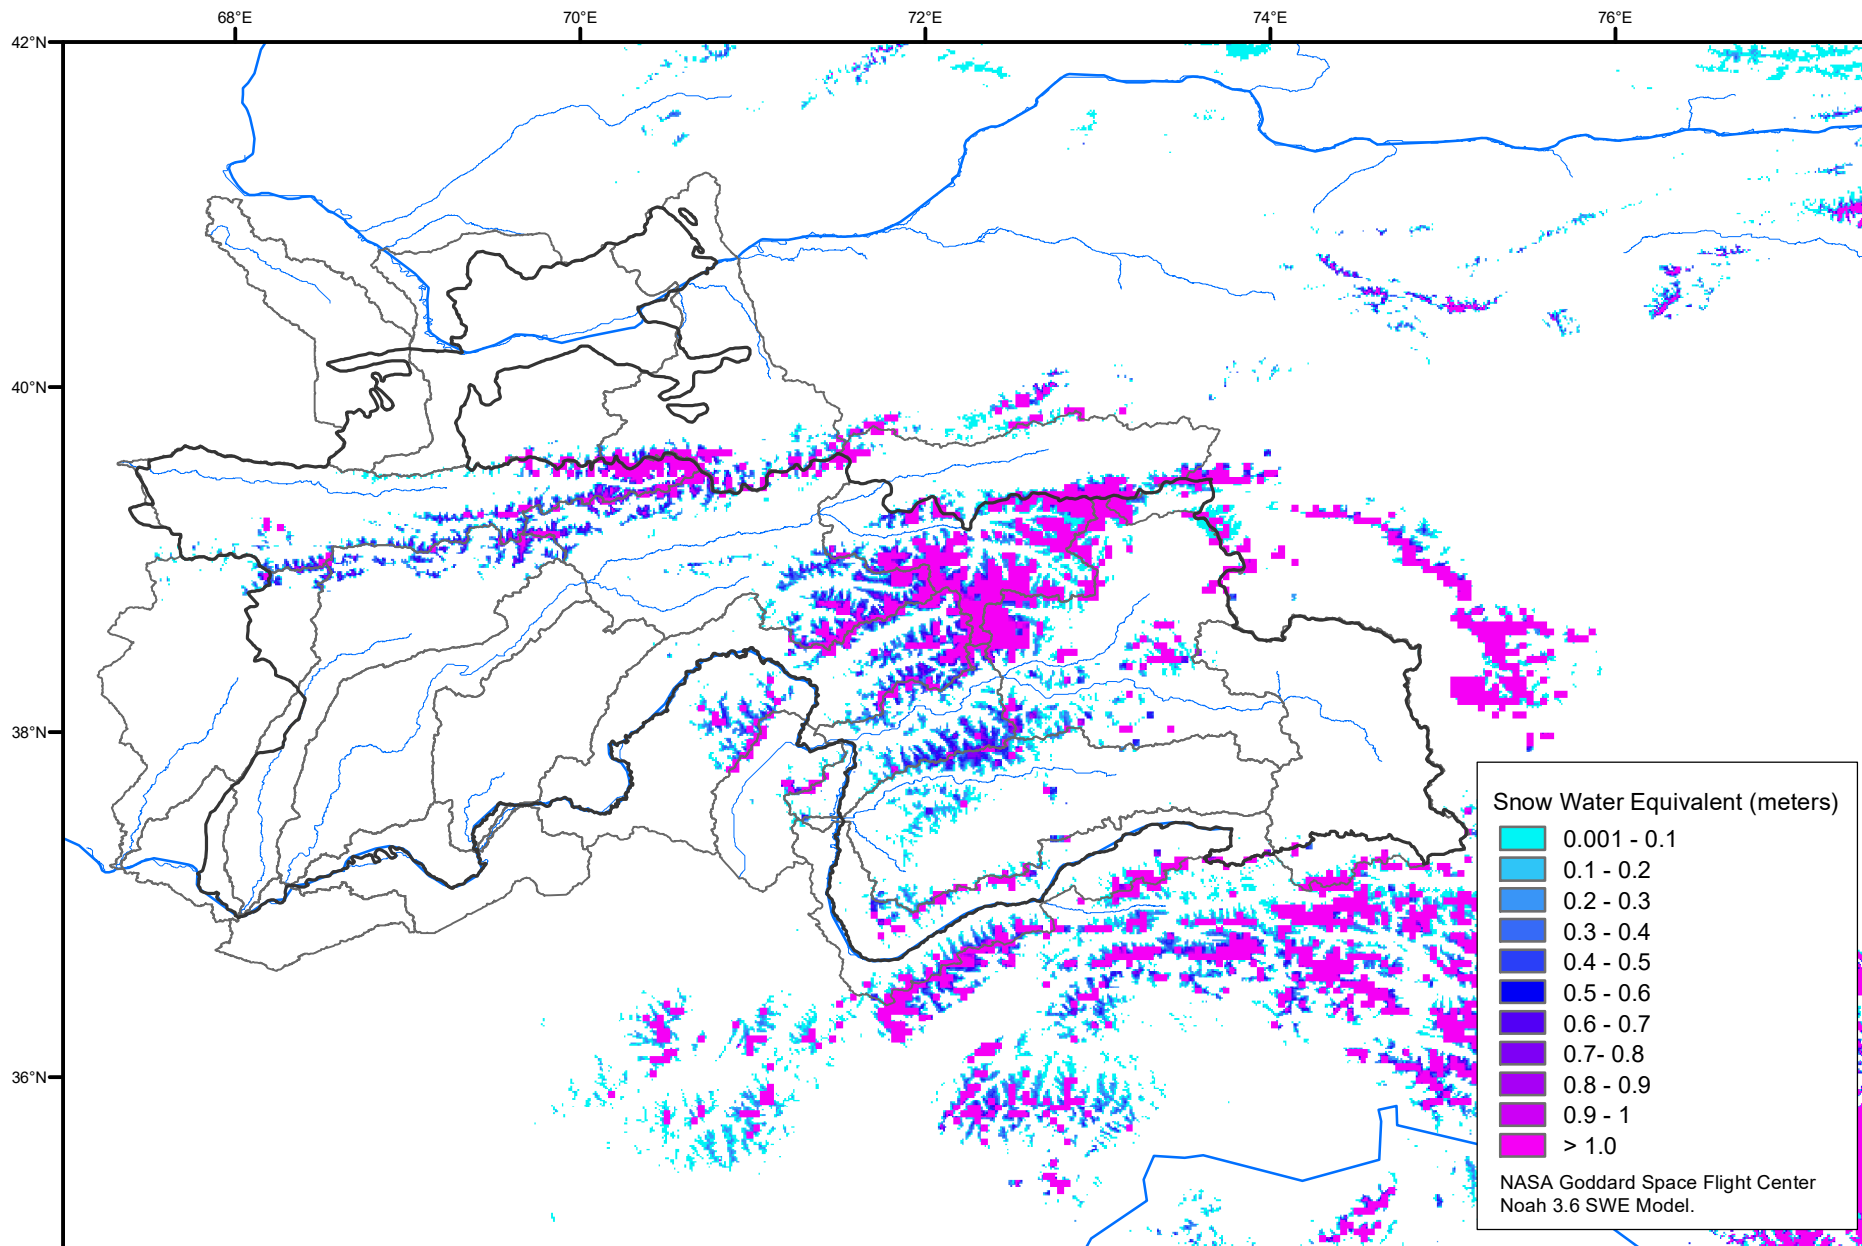 68°E
70°E
72°E
74°E
76°E
42°N
40°N
38°N
36°N
Snow Water Equivalent (meters)
0.001 - 0.1
0.1 - 0.2
0.2 - 0.3
0.3 - 0.4
0.4 - 0.5
0.5 - 0.6
0.6 - 0.7
0.7- 0.8
0.8 - 0.9
0.9 - 1
> 1.0
NASA Goddard Space Flight Center
Noah 3.6 SWE Model.